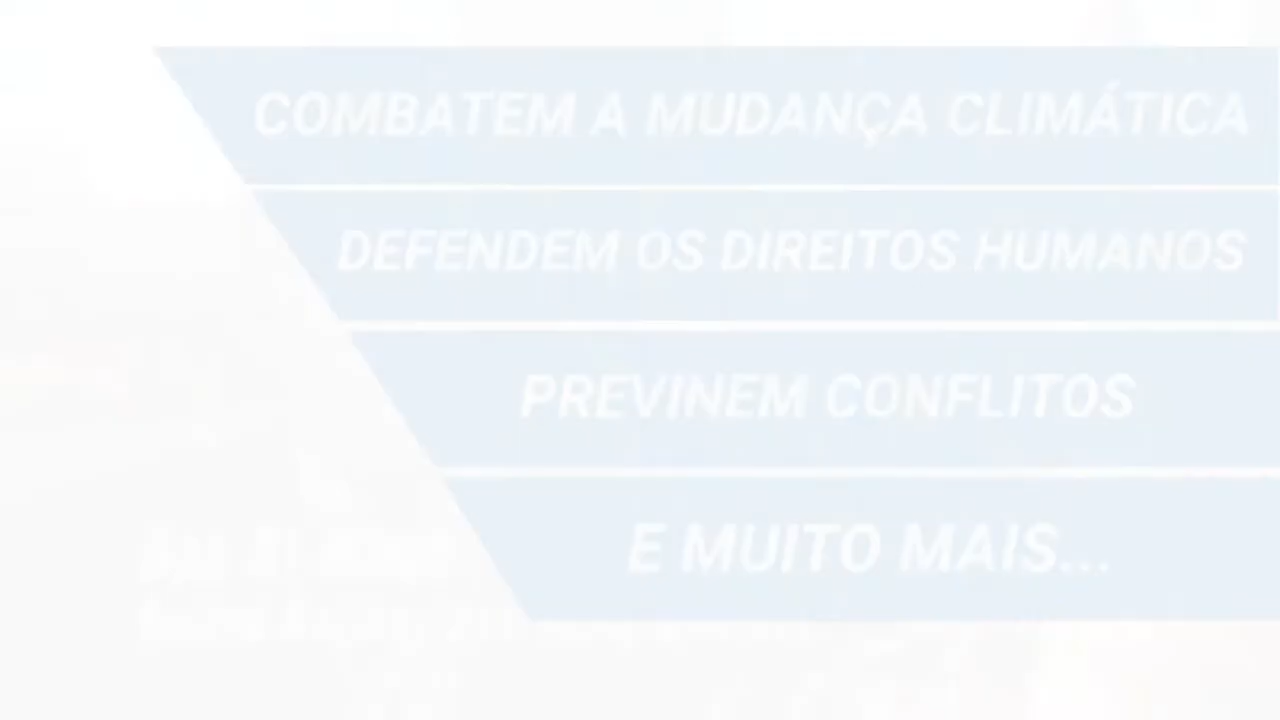 COMBATEM A MUDANÇA CLIMÁTICA
DEFENDEM OS DIREITOS HUMANOS
PREVINEM CONFLITOS
E MUITO MAIS...